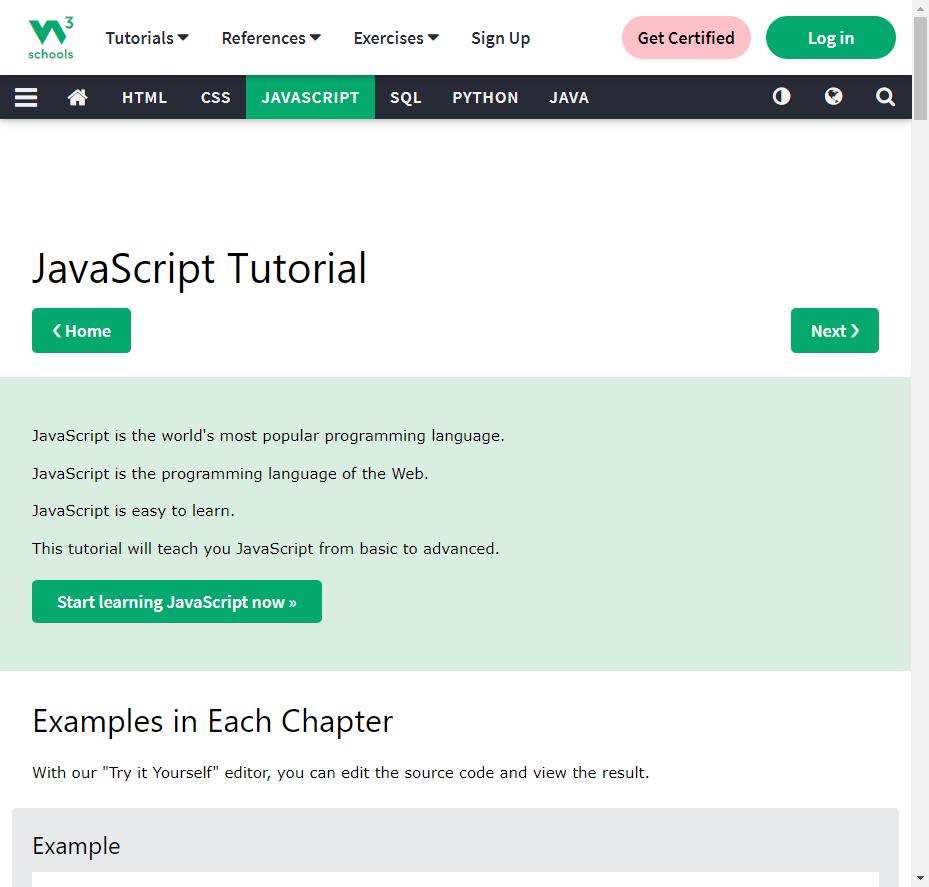 3
schools
Tutorials References Exercises Sign Up Get Certified Log in
HTML CSS JAVASCRIPT SQL PYTHON JAVA
JavaScript Tutorial
❮ Home Next ❯
JavaScript is the world's most popular programming language.
JavaScript is the programming language of the Web.
JavaScript is easy to learn.
This tutorial will teach you JavaScript from basic to advanced.
Start learning JavaScript now »
Examples in Each Chapter
With our "Try it Yourself" editor, you can edit the source code and view the result.
Example